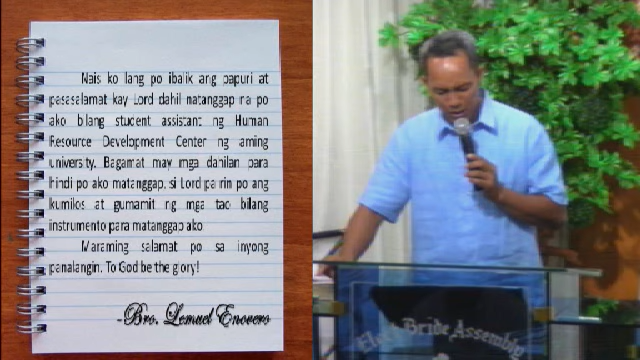 Nais ko lang po ibalik ang papuri at
pasasalamat kay Lord dahil natanggap na po
ako bilang student assistant ng Human
Resource Development Center ng aming
university. Bagamat may mga dahilan para
hindi po ako matanggap, si Lord pa rin po ang
kumilos at gumamit ng mga tao bilang
instrumento para matanggap ako
Maraming salamat po sa inyong
panalangin. To God be the glory!
-Bro. Lemuel Enovero
Elect Bride Assembly